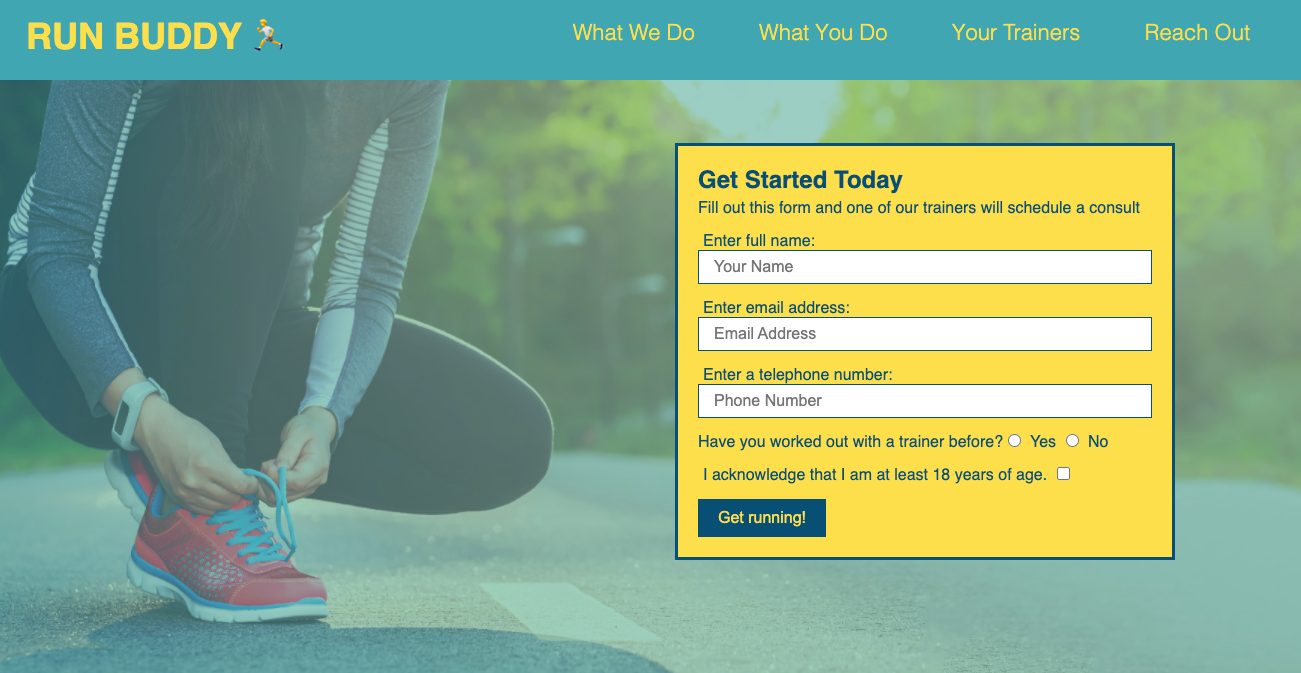 RUN BUDDY 🏃 What We Do What You Do Your Trainers Reach Out
Get Started Today
Fill out this form and one of our trainers will schedule a consult
Enter full name:
Your Name
Enter email address:
Email Address
Enter a telephone number:
Phone Number
Have you worked out with a trainer before? Yes No
I acknowledge that I am at least 18 years of age.
Get running!